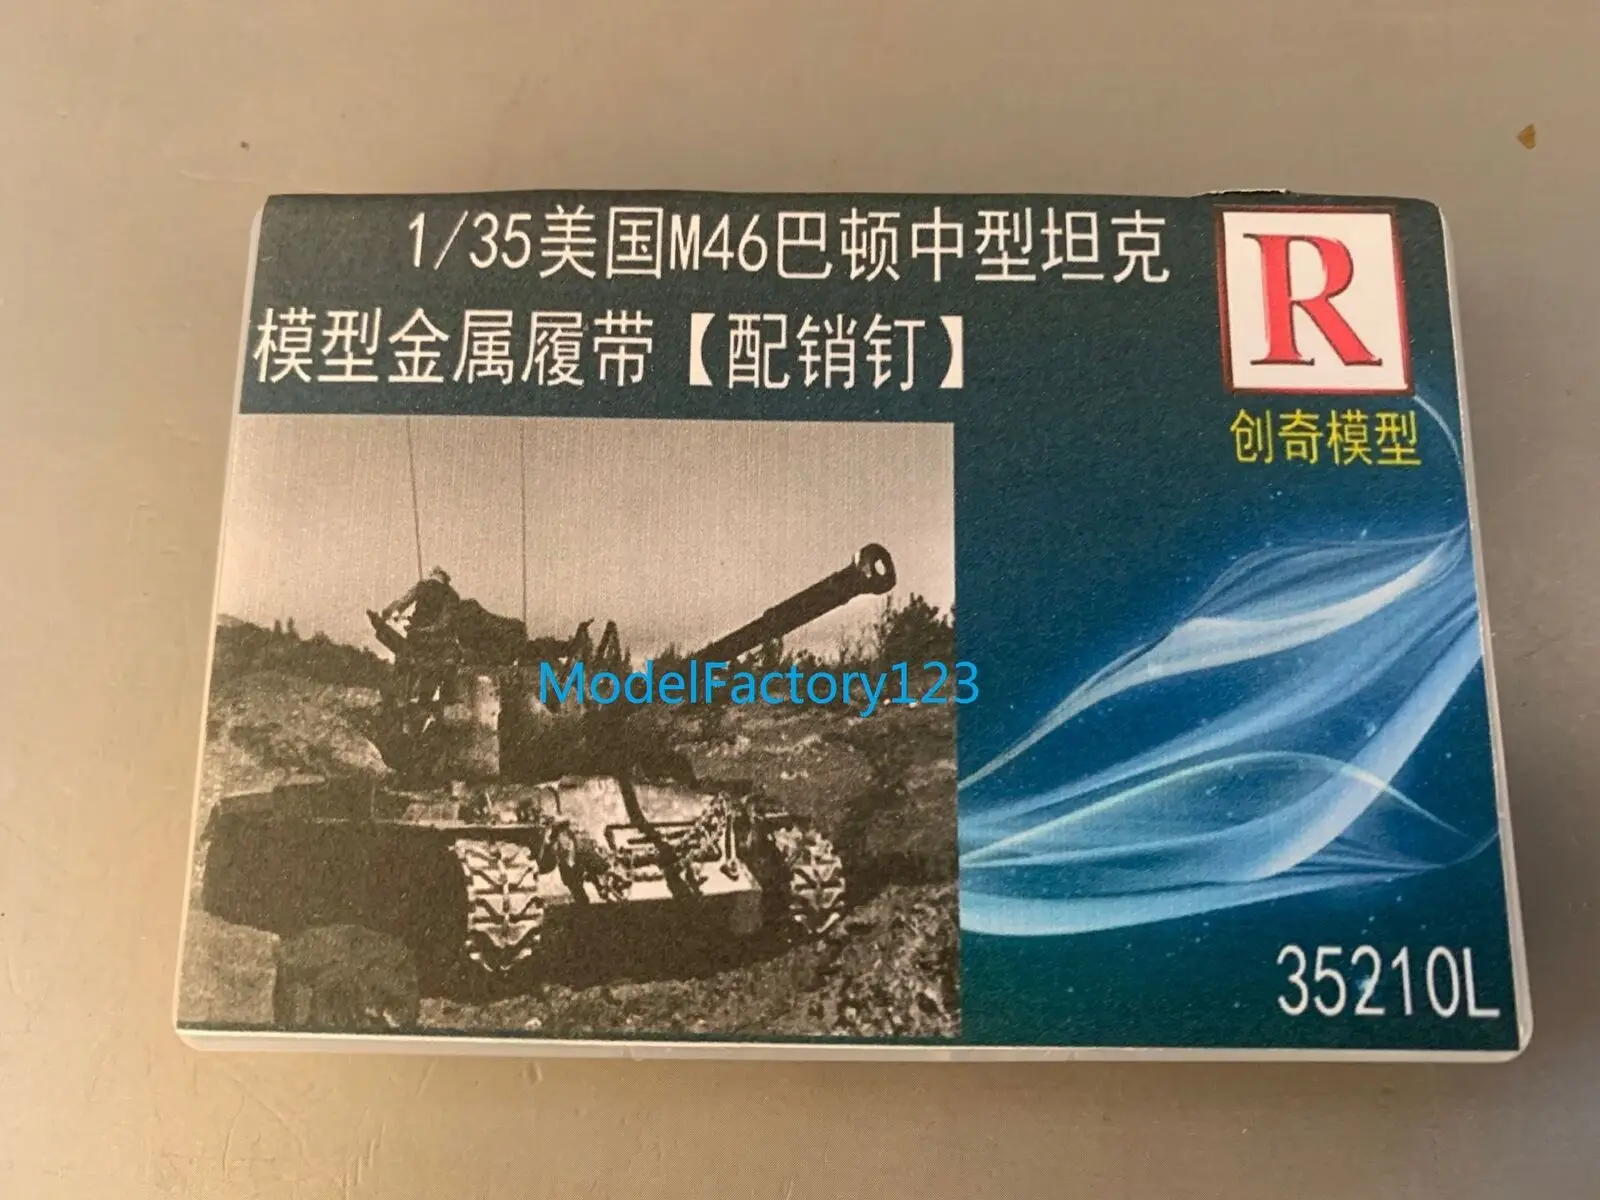 1/35美国M46巴顿中型坦克
模型金属履带【配销钉】
R
创奇模型
ModelFactory123
35210L